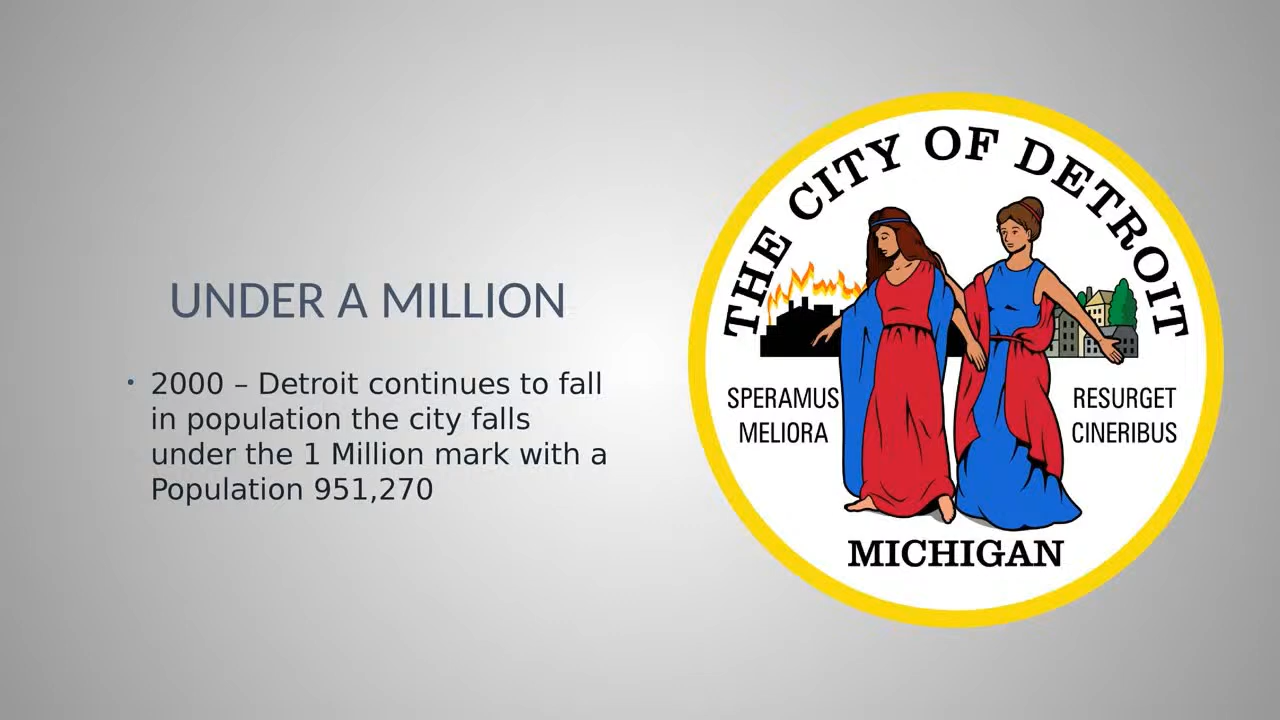 UNDER A MILLION
• 2000 – Detroit continues to fall
in population the city falls
under the 1 Million mark with a
Population 951,270
THE CITY OF DETROIT
SPERAMUS
MELIORA
RESURGET
CINERIBUS
MICHIGAN